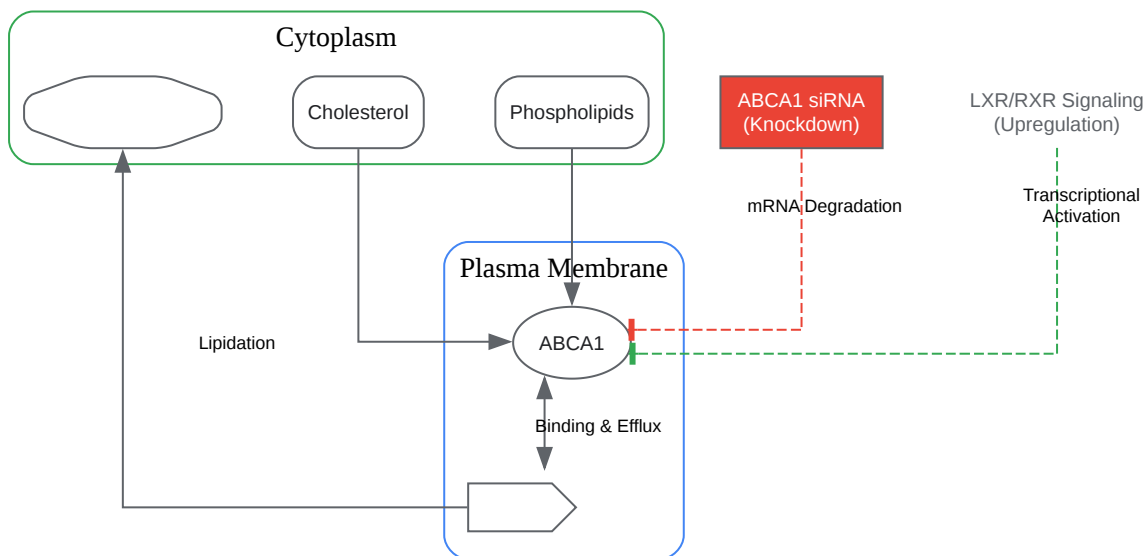 Cytoplasm
Cholesterol
Phospholipids
ABCA1 siRNA
(Knockdown)
LXR/RXR Signaling
(Upregulation)
mRNA Degradation
Transcriptional
Activation
Plasma Membrane
Lipidation
ABCA1
Binding & Efflux